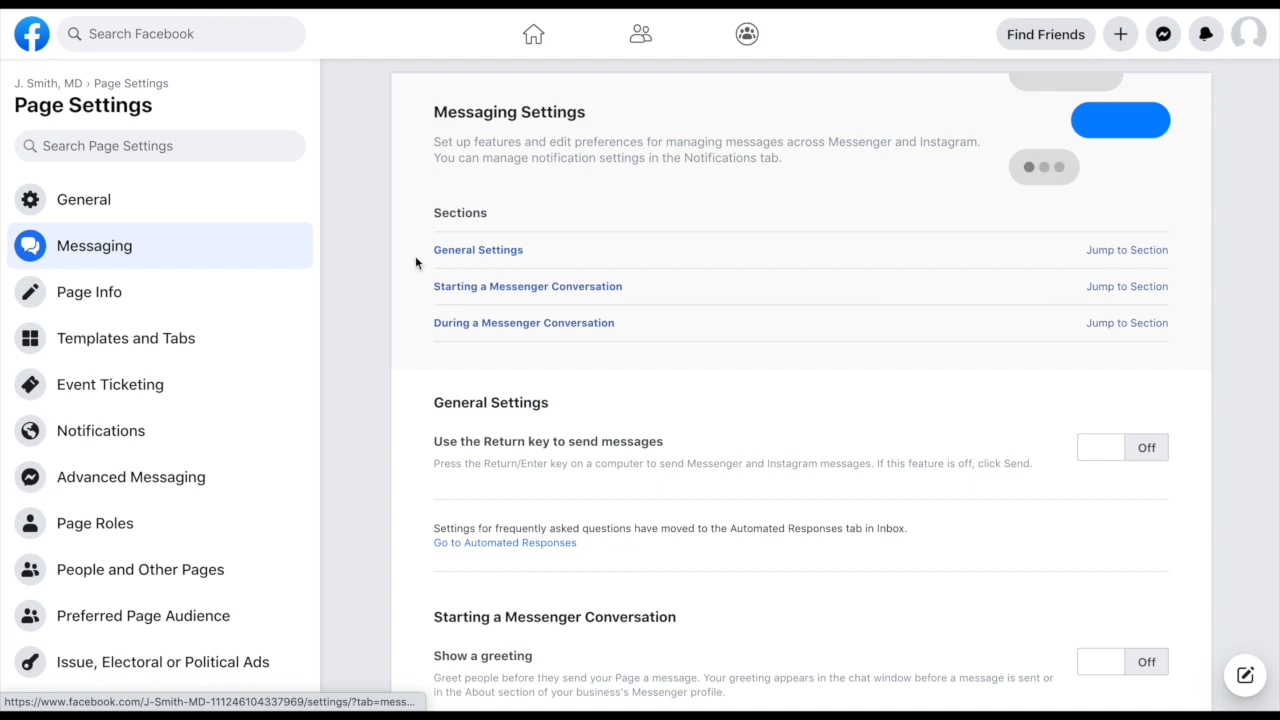 Search Facebook
Find Friends
J. Smith, MD › Page Settings
Page Settings
Search Page Settings
General
Messaging
Page Info
Templates and Tabs
Event Ticketing
Notifications
Advanced Messaging
Page Roles
People and Other Pages
Preferred Page Audience
Issue, Electoral or Political Ads
https://www.facebook.com/J-Smith-MD-111246104337969/settings/?tab=mess...
Messaging Settings
Set up features and edit preferences for managing messages across Messenger and Instagram.
You can manage notification settings in the Notifications tab.
Sections
General Settings Jump to Section
Starting a Messenger Conversation Jump to Section
During a Messenger Conversation Jump to Section
General Settings
Use the Return key to send messages
Off
Press the Return/Enter key on a computer to send Messenger and Instagram messages. If this feature is off, click Send.
Settings for frequently asked questions have moved to the Automated Responses tab in Inbox.
Go to Automated Responses
Starting a Messenger Conversation
Show a greeting
Off
Greet people before they send your Page a message. Your greeting appears in the chat window before a message is sent or
in the About section of your business's Messenger profile.